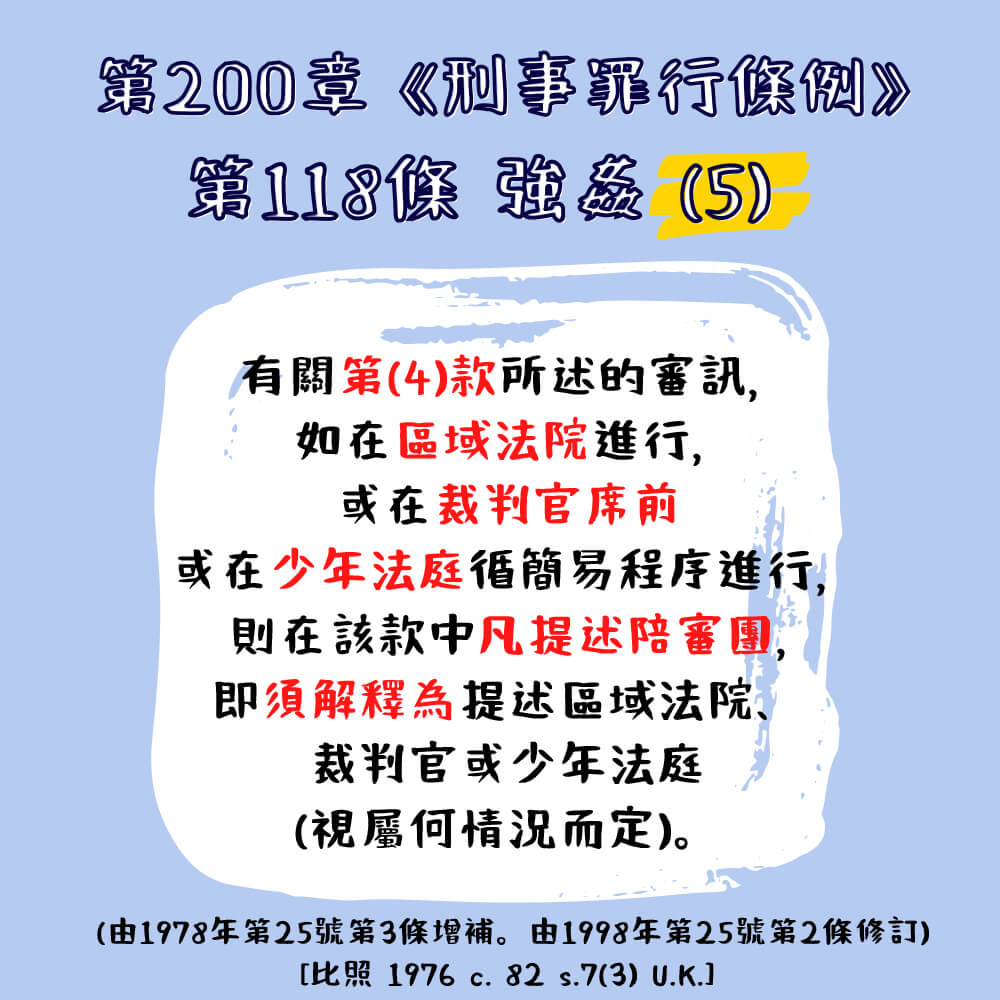 第200章《刑事罪行條例》
第118條 強姦 (5)
有關第(4)款所述的審訊,
如在區域法院進行,
或在裁判官席前
或在少年法庭循簡易程序進行,
則在該款中凡提述陪審團,
即須解釋為提述區域法院、
裁判官或少年法庭
(視屬何情況而定)。
(由1978年第25號第3條增補。由1998年第25號第2條修訂)
[比照 1976 c. 82 s.7(3) U.K.]